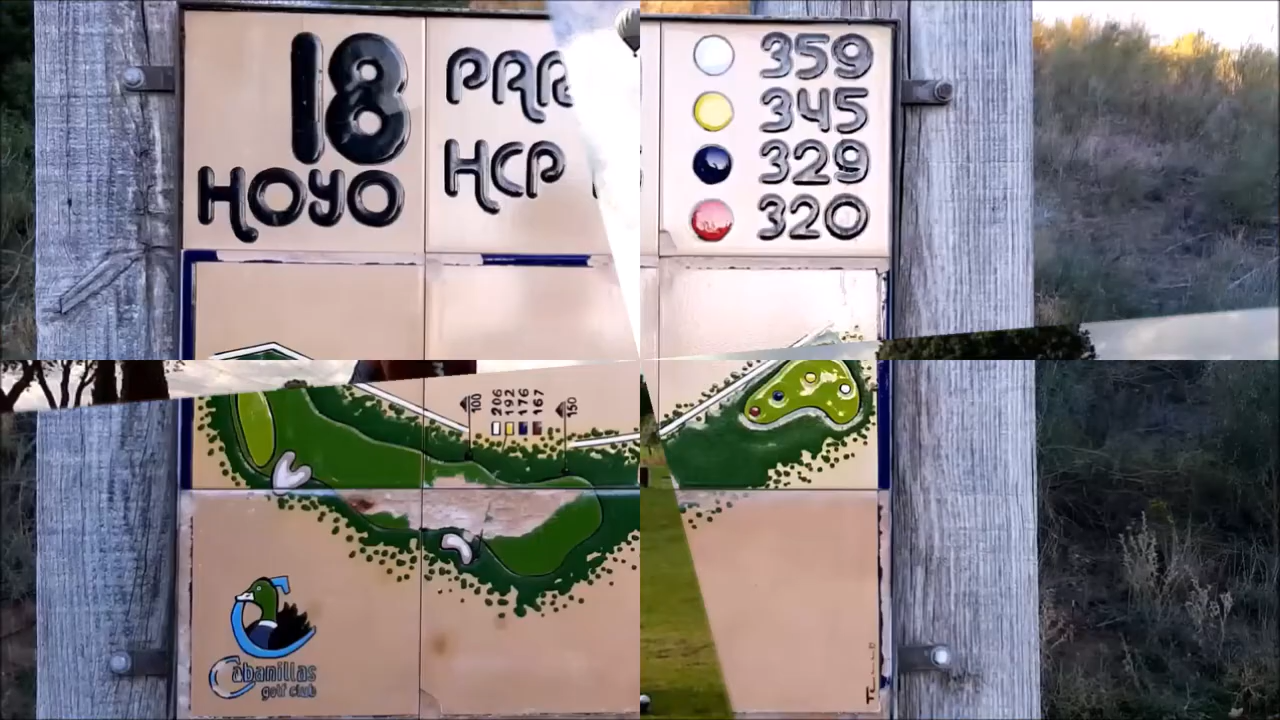 18
HOYO
PAR
HCP
359
345
329
320
100
206
192
176
167
150
Cabanillas
golf club